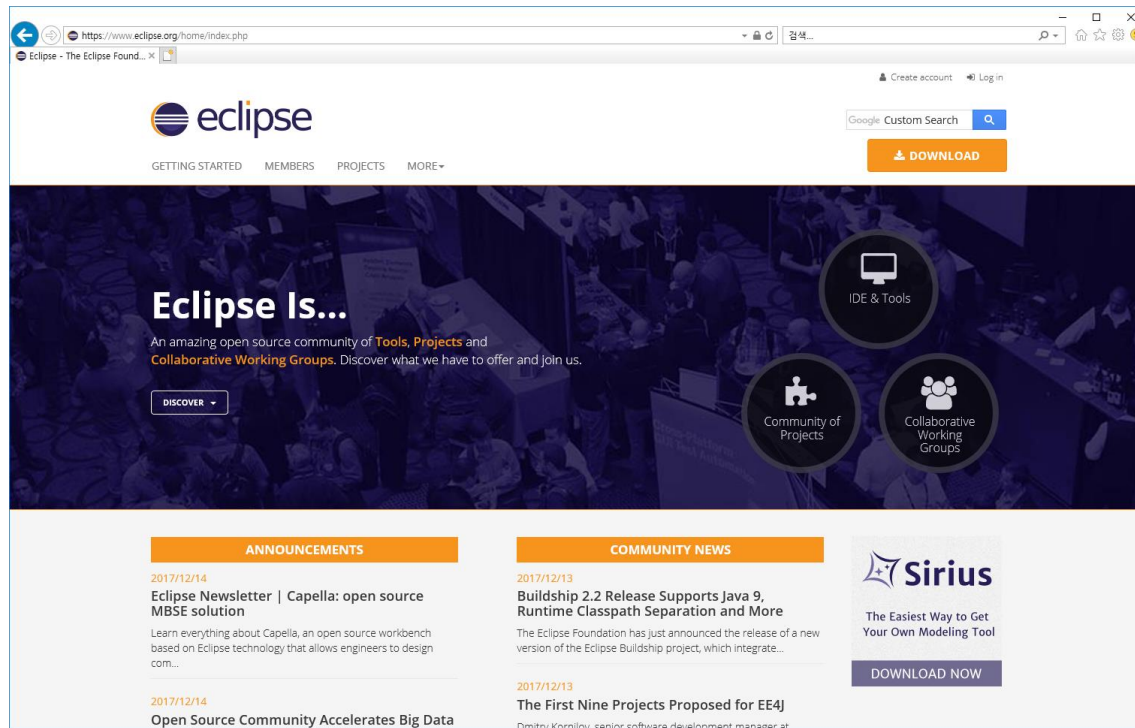 https://www.eclipse.org/home/index.php
검색...
Eclipse - The Eclipse Found...
Create account
Log in
eclipse
Google Custom Search
DOWNLOAD
GETTING STARTED
MEMBERS
PROJECTS
MORE
Eclipse Is...
An amazing open source community of Tools, Projects and
Collaborative Working Groups. Discover what we have to offer and join us.
DISCOVER
IDE & Tools
Community of
Projects
Collaborative
Working
Groups
ANNOUNCEMENTS
2017/12/14
Eclipse Newsletter | Capella: open source
MBSE solution
Learn everything about Capella, an open source workbench
based on Eclipse technology that allows engineers to design
com...
2017/12/14
Open Source Community Accelerates Big Data
COMMUNITY NEWS
2017/12/13
Buildship 2.2 Release Supports Java 9,
Runtime Classpath Separation and More
The Eclipse Foundation has just announced the release of a new
version of the Eclipse Buildship project, which integrate...
2017/12/13
The First Nine Projects Proposed for EE4J
Dmitry Kornilov, senior software development manager at
Sirius
The Easiest Way to Get
Your Own Modeling Tool
DOWNLOAD NOW